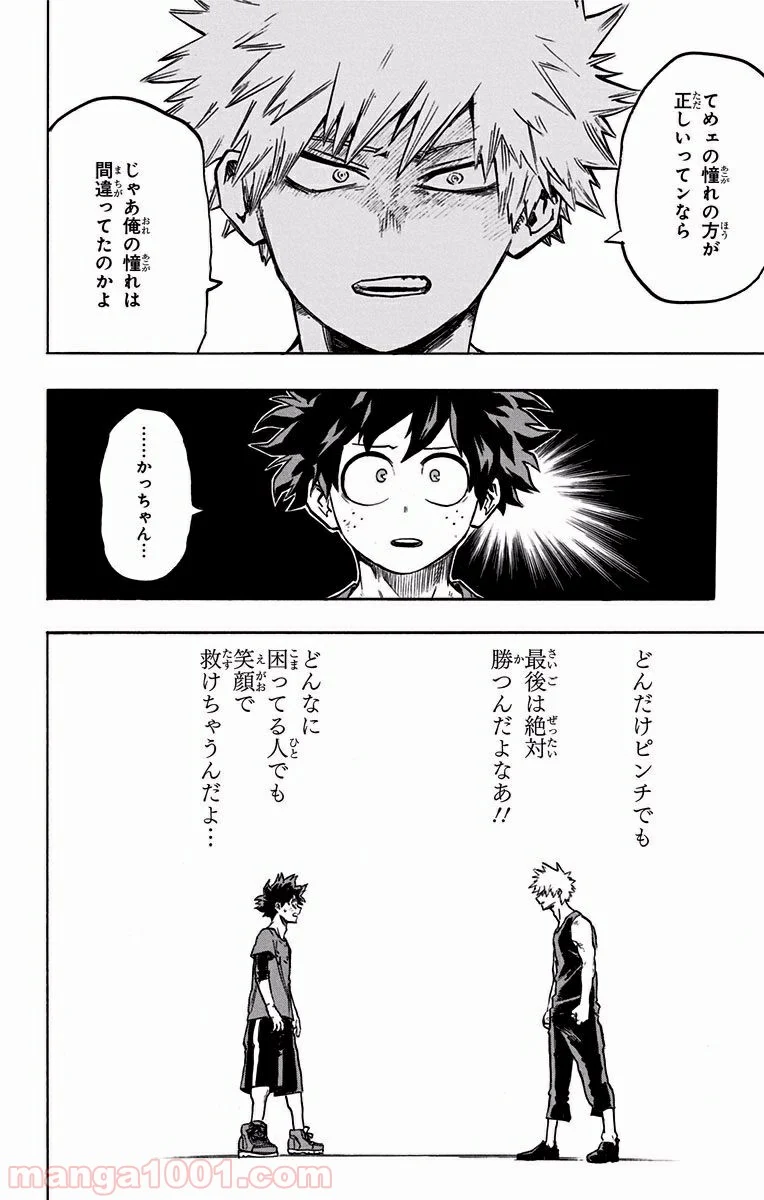 てめェの憧れの方が
正しいってンなら
じゃあ俺の憧れは
間違ってたのかよ
……かっちゃん…
どんだけピンチでも
最後は絶対
勝つんだよなあ!!
どんなに
困ってる人でも
笑顔で
救けちゃうんだよ…
manga1001.com